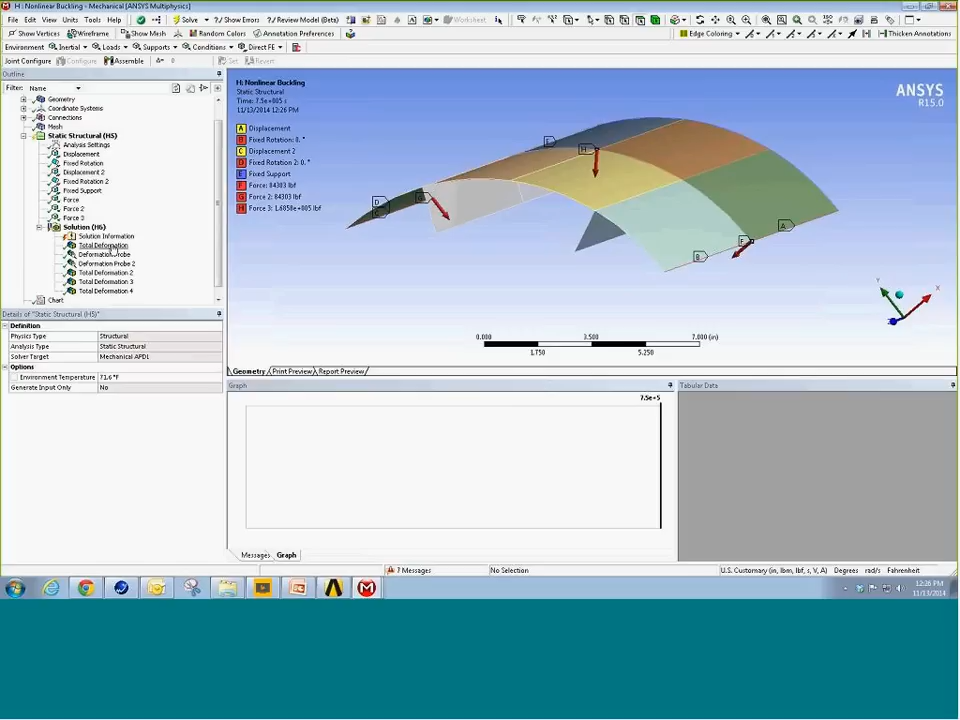 H : Nonlinear Buckling - Mechanical [ANSYS Multiphysics]
File Edit View Units Tools Help Solve ?/ Show Errors ?/ Review Model (Beta) Worksheet
Show Vertices Wireframe Show Mesh Random Colors Annotation Preferences Edge Coloring Thicken Annotations
Environment Inertial Loads Supports Conditions Direct FE
Joint Configure Configure Assemble Δ= 0 Set Revert
Outline
Filter: Name
Geometry
Coordinate Systems
Connections
Mesh
Static Structural (H5)
Analysis Settings
Displacement
Fixed Rotation
Displacement 2
Fixed Rotation 2
Fixed Support
Force
Force 2
Force 3
Solution (H6)
Solution Information
Total Deformation
Deformation Probe
Deformation Probe 2
Total Deformation 2
Total Deformation 3
Total Deformation 4
Chart
Details of "Static Structural (H5)"
Definition
Physics Type Structural
Analysis Type Static Structural
Solver Target Mechanical APDL
Options
Environment Temperature 71.6 °F
Generate Input Only No
H: Nonlinear Buckling
Static Structural
Time: 7.5e+005 s
11/13/2014 12:26 PM
A Displacement
B Fixed Rotation: 0. °
C Displacement 2
D Fixed Rotation 2: 0. °
E Fixed Support
F Force: 84303 lbf
G Force 2: 84303 lbf
H Force 3: 1.6858e+005 lbf
ANSYS
R15.0
H
D
C
A
F
B
Y
X
Z
0.000 3.500 7.000 (in)
1.750 5.250
Geometry Print Preview Report Preview
Graph
Tabular Data
7.5e+5
Messages Graph
7 Messages No Selection U.S. Customary (in, lbm, lbf, s, V, A) Degrees rad/s Fahrenheit
12:26 PM
11/13/2014